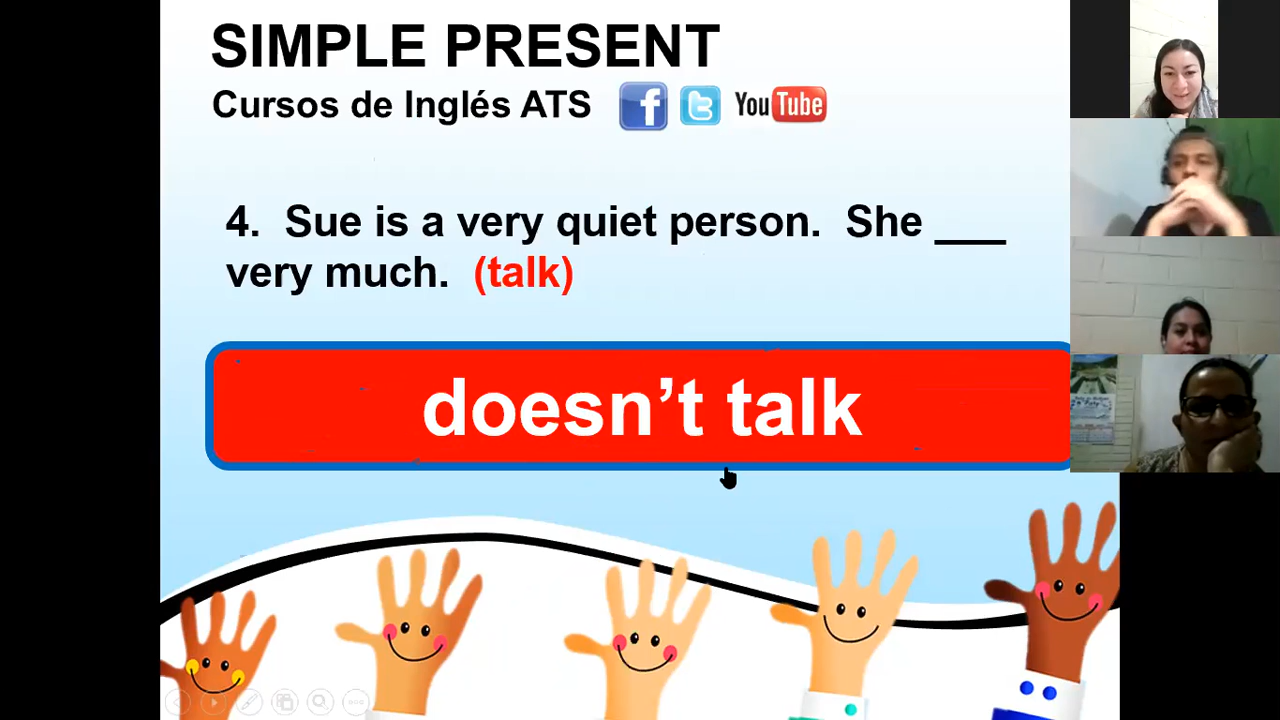 SIMPLE PRESENT
Cursos de Inglés ATS f t YouTube
4. Sue is a very quiet person. She ___
very much. (talk)
doesn’t talk